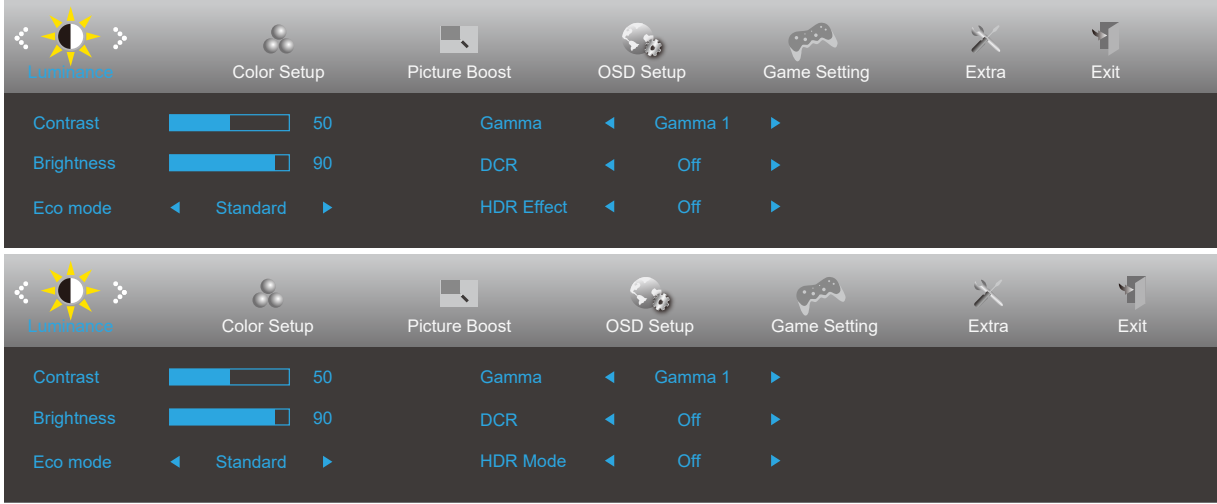 Luminance Color Setup Picture Boost OSD Setup Game Setting Extra Exit
Contrast 50 Gamma Gamma 1
Brightness 90 DCR Off
Eco mode Standard HDR Effect Off
Luminance Color Setup Picture Boost OSD Setup Game Setting Extra Exit
Contrast 50 Gamma Gamma 1
Brightness 90 DCR Off
Eco mode Standard HDR Mode Off